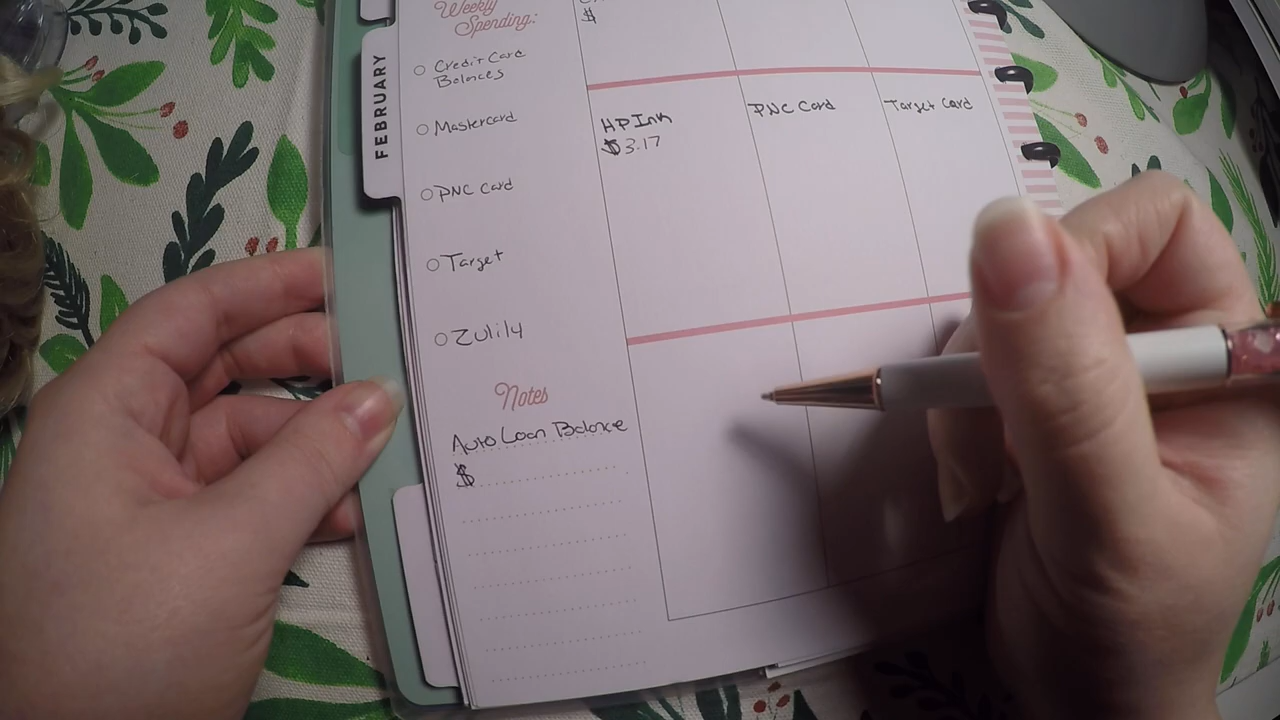 Weekly
Spending:
$
FEBRUARY
Credit Card
Balances
Mastercard
PNC Card
Target
Zulily
Notes
Auto Loan Balance
$
HP Ink
$3.17
PNC Card
Target Card